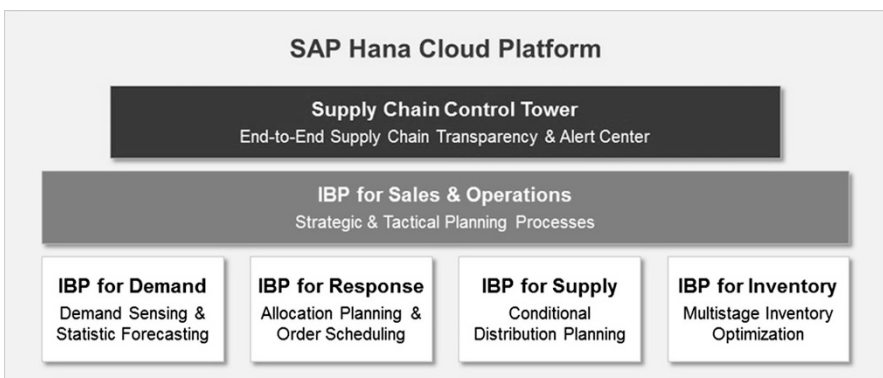 SAP Hana Cloud Platform
Supply Chain Control Tower
End-to-End Supply Chain Transparency & Alert Center
IBP for Sales & Operations
Strategic & Tactical Planning Processes
IBP for Demand
Demand Sensing &
Statistic Forecasting
IBP for Response
Allocation Planning &
Order Scheduling
IBP for Supply
Conditional
Distribution Planning
IBP for Inventory
Multistage Inventory
Optimization